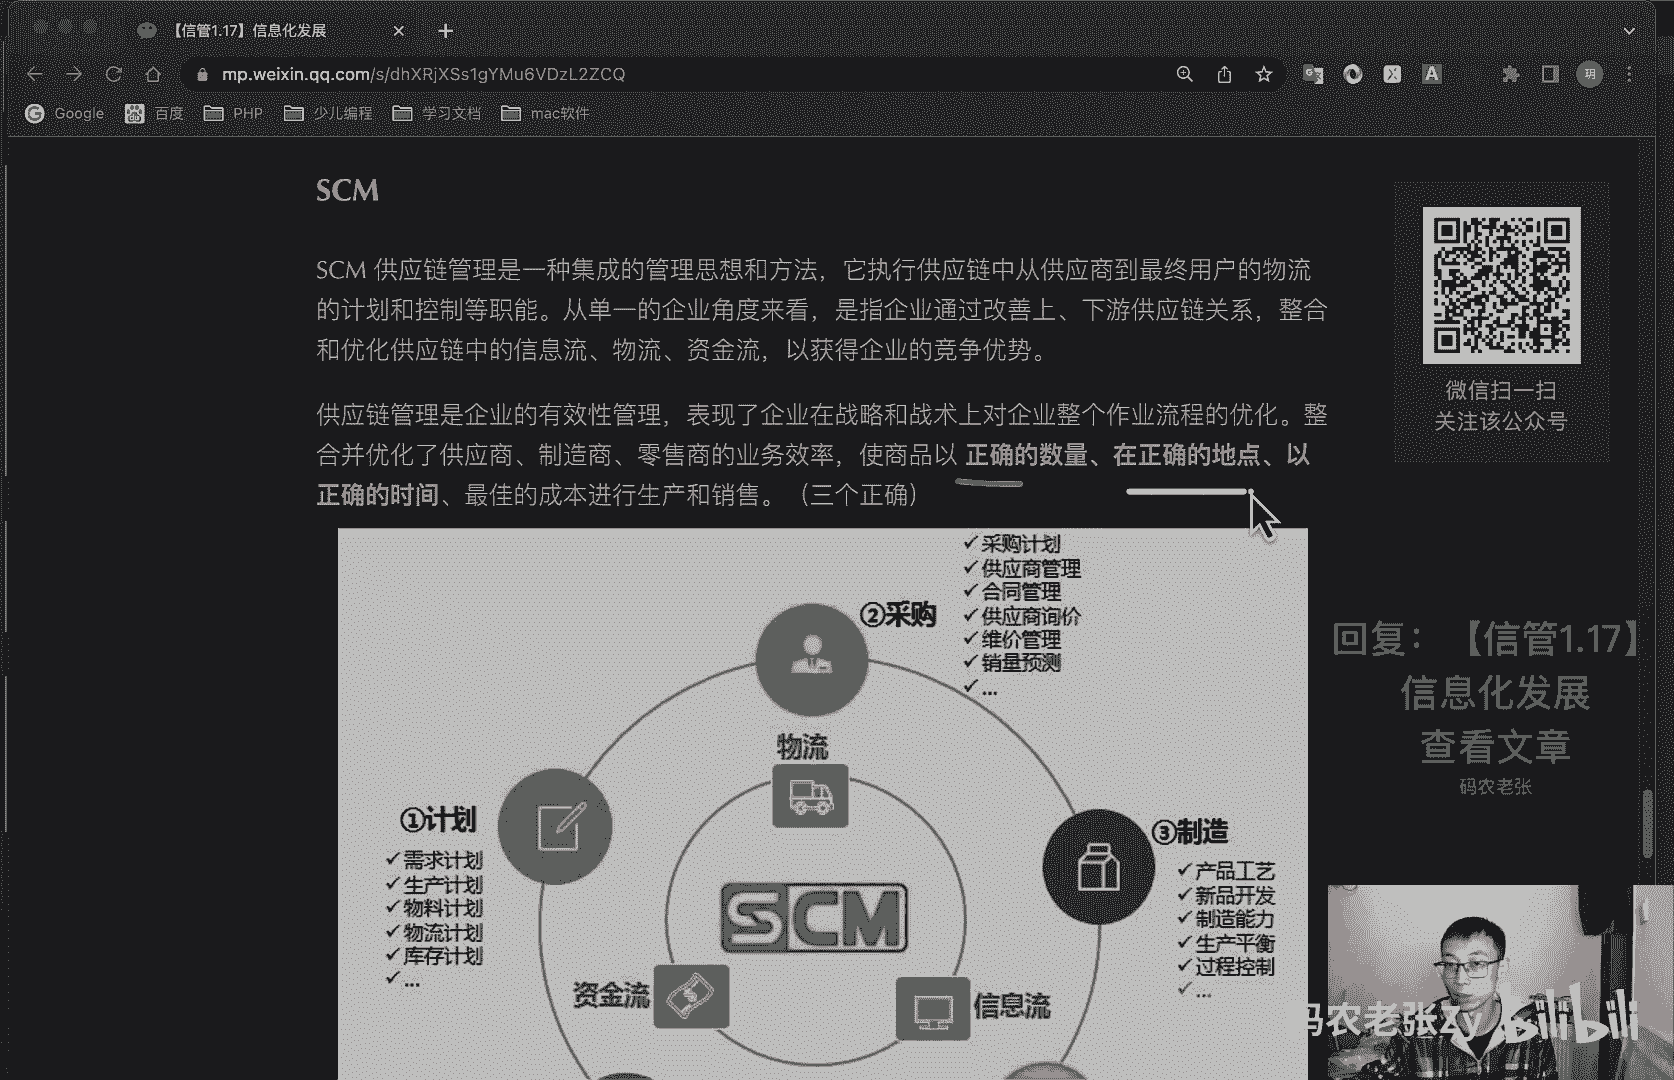 【信管1.17】信息化发展
mp.weixin.qq.com/s/dhXRjXSs1gYMu6VDzL2ZCQ
Google
百度
PHP
少儿编程
学习文档
mac软件
SCM
SCM 供应链管理是一种集成的管理思想和方法，它执行供应链中从供应商到最终用户的物流
的计划和控制等职能。从单一的企业角度来看，是指企业通过改善上、下游供应链关系，整合
和优化供应链中的信息流、物流、资金流，以获得企业的竞争优势。
供应链管理是企业的有效性管理，表现了企业在战略和战术上对企业整个作业流程的优化。整
合并优化了供应商、制造商、零售商的业务效率，使商品以 正确的数量、在正确的地点、以
正确的时间、最佳的成本进行生产和销售。（三个正确）
微信扫一扫
关注该公众号
②采购
✓采购计划
✓供应商管理
✓合同管理
✓供应商询价
✓维价管理
✓销量预测
✓...
物流
①计划
✓需求计划
✓生产计划
✓物料计划
✓物流计划
✓库存计划
✓...
③制造
✓产品工艺
✓新品开发
✓制造能力
✓生产平衡
✓过程控制
✓...
SCM
资金流
信息流
回复：【信管1.17】
信息化发展
查看文章
码农老张
码农老张Zy bilibili
玥